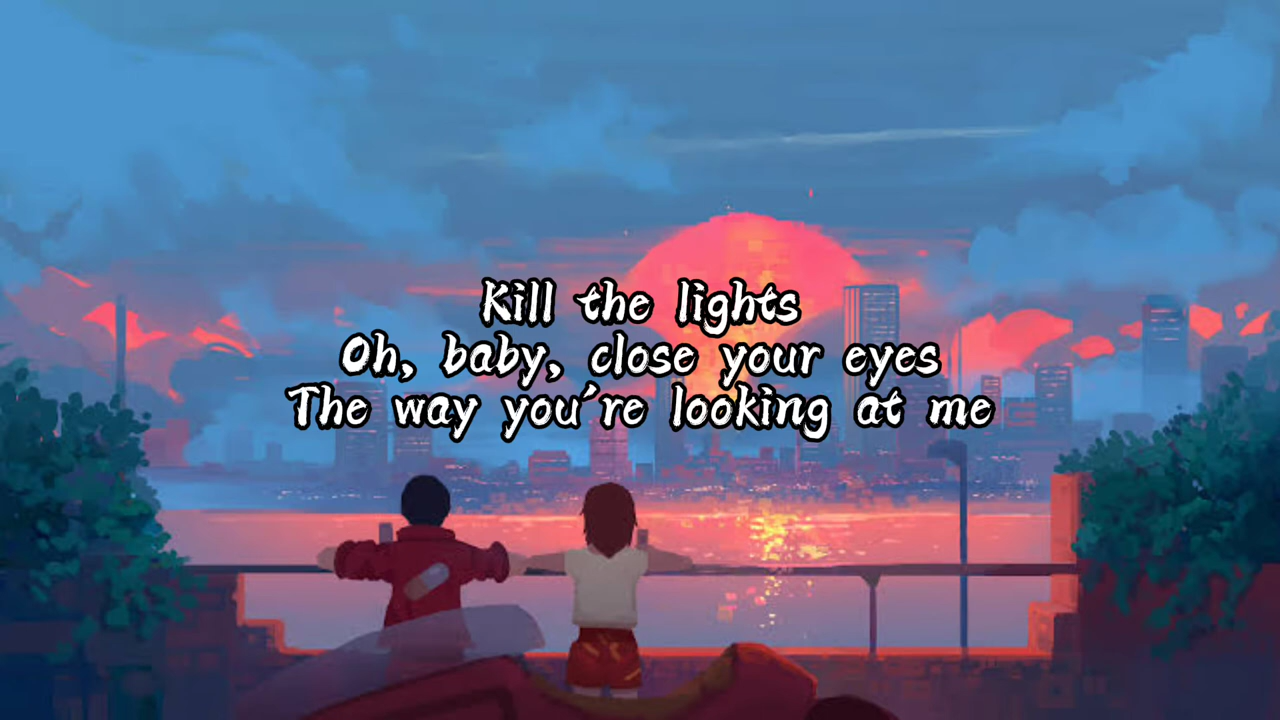 Kill the lights
Oh, baby, close your eyes
The way you're looking at me